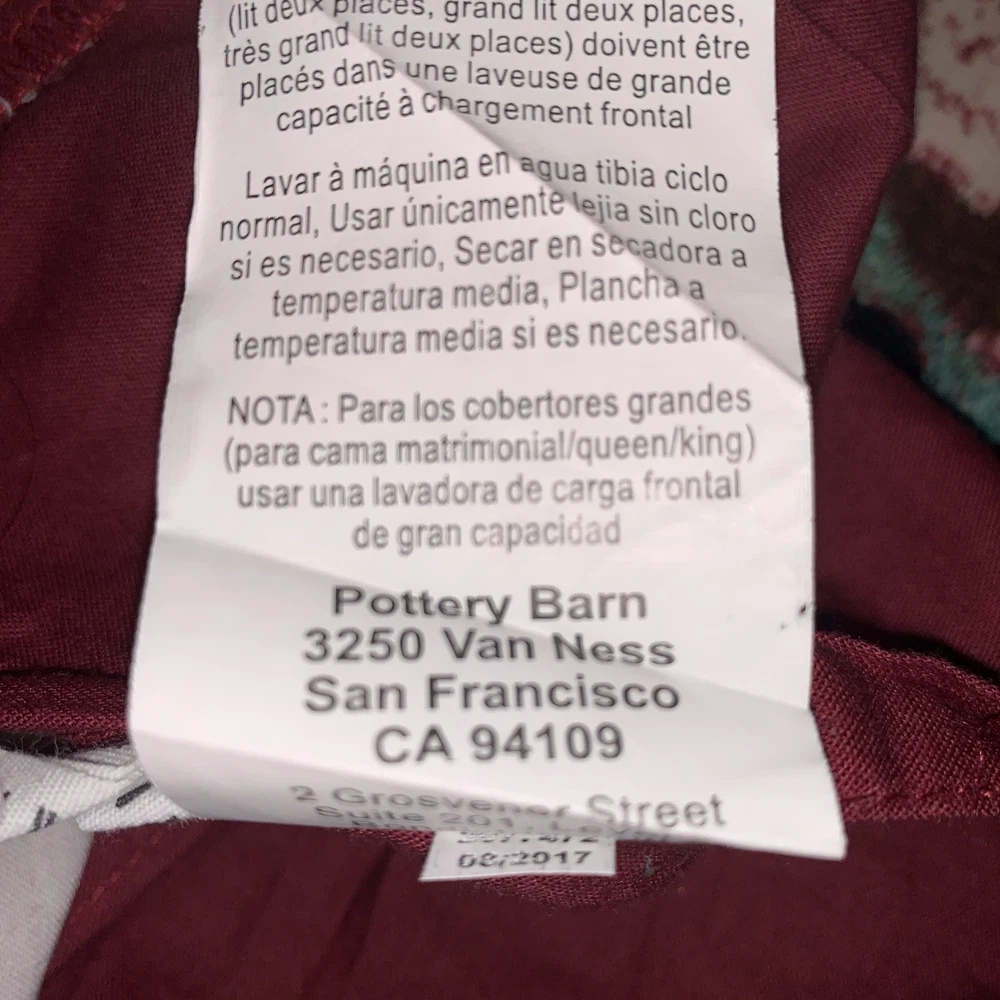 (lit deux places, grand lit deux places,
très grand lit deux places) doivent être
placés dans une laveuse de grande
capacité à chargement frontal
Lavar à máquina en agua tibia ciclo
normal, Usar únicamente lejia sin cloro
si es necesario, Secar en secadora a
temperatura media, Plancha a
temperatura media si es necesario.
NOTA : Para los cobertores grandes
(para cama matrimonial/queen/king)
usar una lavadora de carga frontal
de gran capacidad
Pottery Barn
3250 Van Ness
San Francisco
CA 94109
2 Grosvenor Street
Suite 201
08/2017